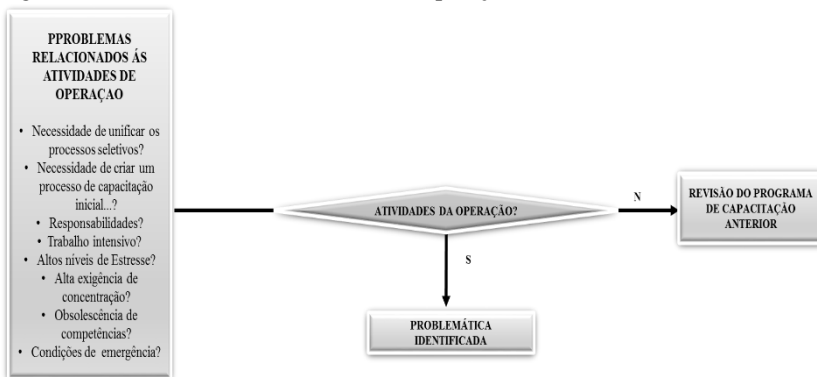 PPROBLEMAS
RELACIONADOS ÁS
ATIVIDADES DE
OPERAÇAO
• Necessidade de unificar os
processos seletivos?
• Necessidade de criar um
processo de capacitação
inicial...?
• Responsabilidades?
• Trabalho intensivo?
• Altos níveis de Estresse?
• Alta exigência de
concentração?
• Obsolescência de
competências?
• Condições de emergência?
ATIVIDADES DA OPERAÇÃO?
N
REVISÃO DO PROGRAMA
DE CAPACITAÇÃO
ANTERIOR
S
PROBLEMÁTICA
IDENTIFICADA